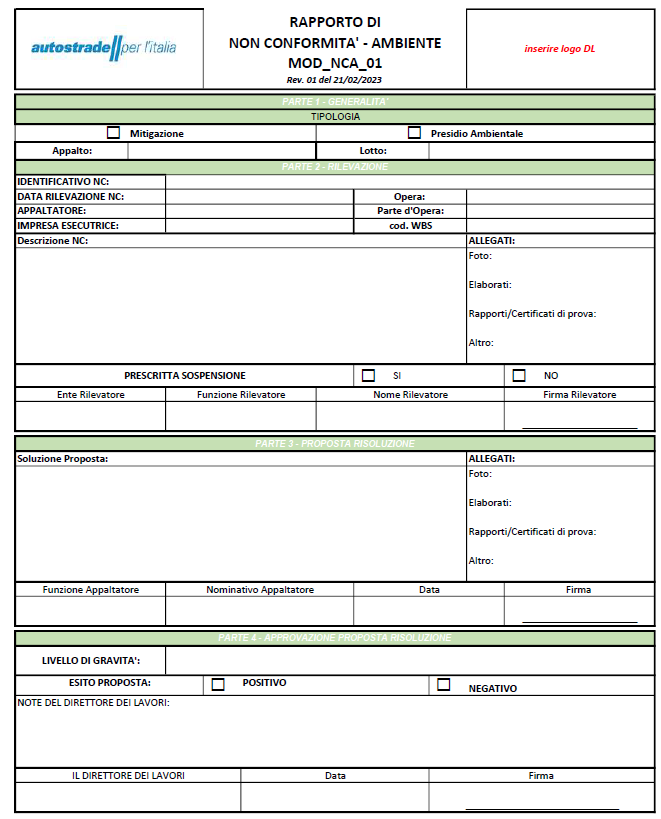 autostrade per l'italia
RAPPORTO DI
NON CONFORMITA' - AMBIENTE
MOD_NCA_01
Rev. 01 del 21/02/2023
inserire logo DL
PARTE 1 - GENERALITA'
TIPOLOGIA
Mitigazione Presidio Ambientale
Appalto: Lotto:
PARTE 2 - RILEVAZIONE
IDENTIFICATIVO NC:
DATA RILEVAZIONE NC: Opera:
APPALTATORE: Parte d'Opera:
IMPRESA ESECUTRICE: cod. WBS
Descrizione NC: ALLEGATI:
Foto:
Elaborati:
Rapporti/Certificati di prova:
Altro:
PRESCRITTA SOSPENSIONE SI NO
Ente Rilevatore Funzione Rilevatore Nome Rilevatore Firma Rilevatore
PARTE 3 - PROPOSTA RISOLUZIONE
Soluzione Proposta: ALLEGATI:
Foto:
Elaborati:
Rapporti/Certificati di prova:
Altro:
Funzione Appaltatore Nominativo Appaltatore Data Firma
PARTE 4 - APPROVAZIONE PROPOSTA RISOLUZIONE
LIVELLO DI GRAVITA':
ESITO PROPOSTA: POSITIVO NEGATIVO
NOTE DEL DIRETTORE DEI LAVORI:
IL DIRETTORE DEI LAVORI Data Firma